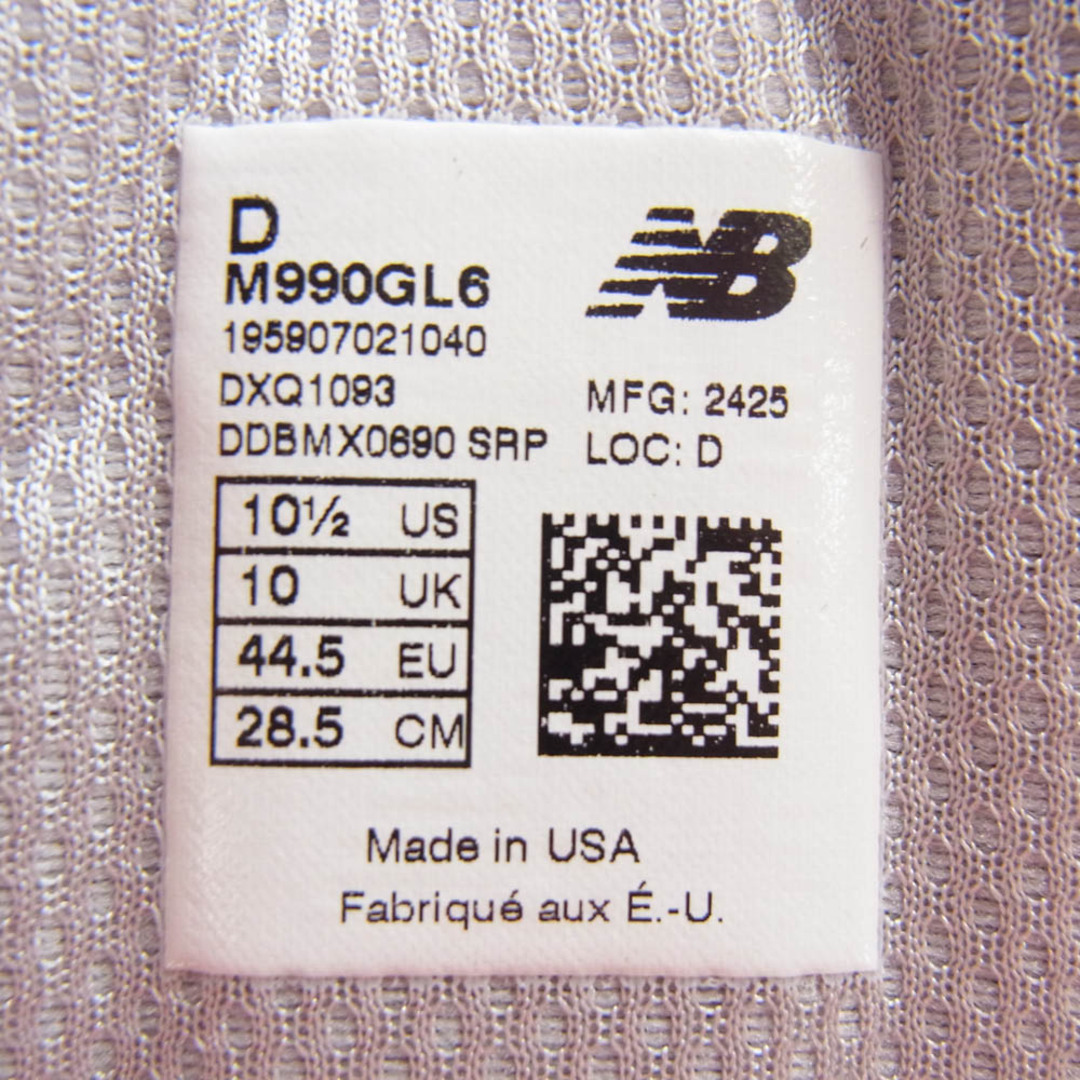 D
NB
M990GL6
195907021040
DXQ1093
MFG: 2425
DDBMX0690 SRP
LOC: D
10½ US
10 UK
44.5 EU
28.5 CM
Made in USA
Fabriqué aux É.-U.